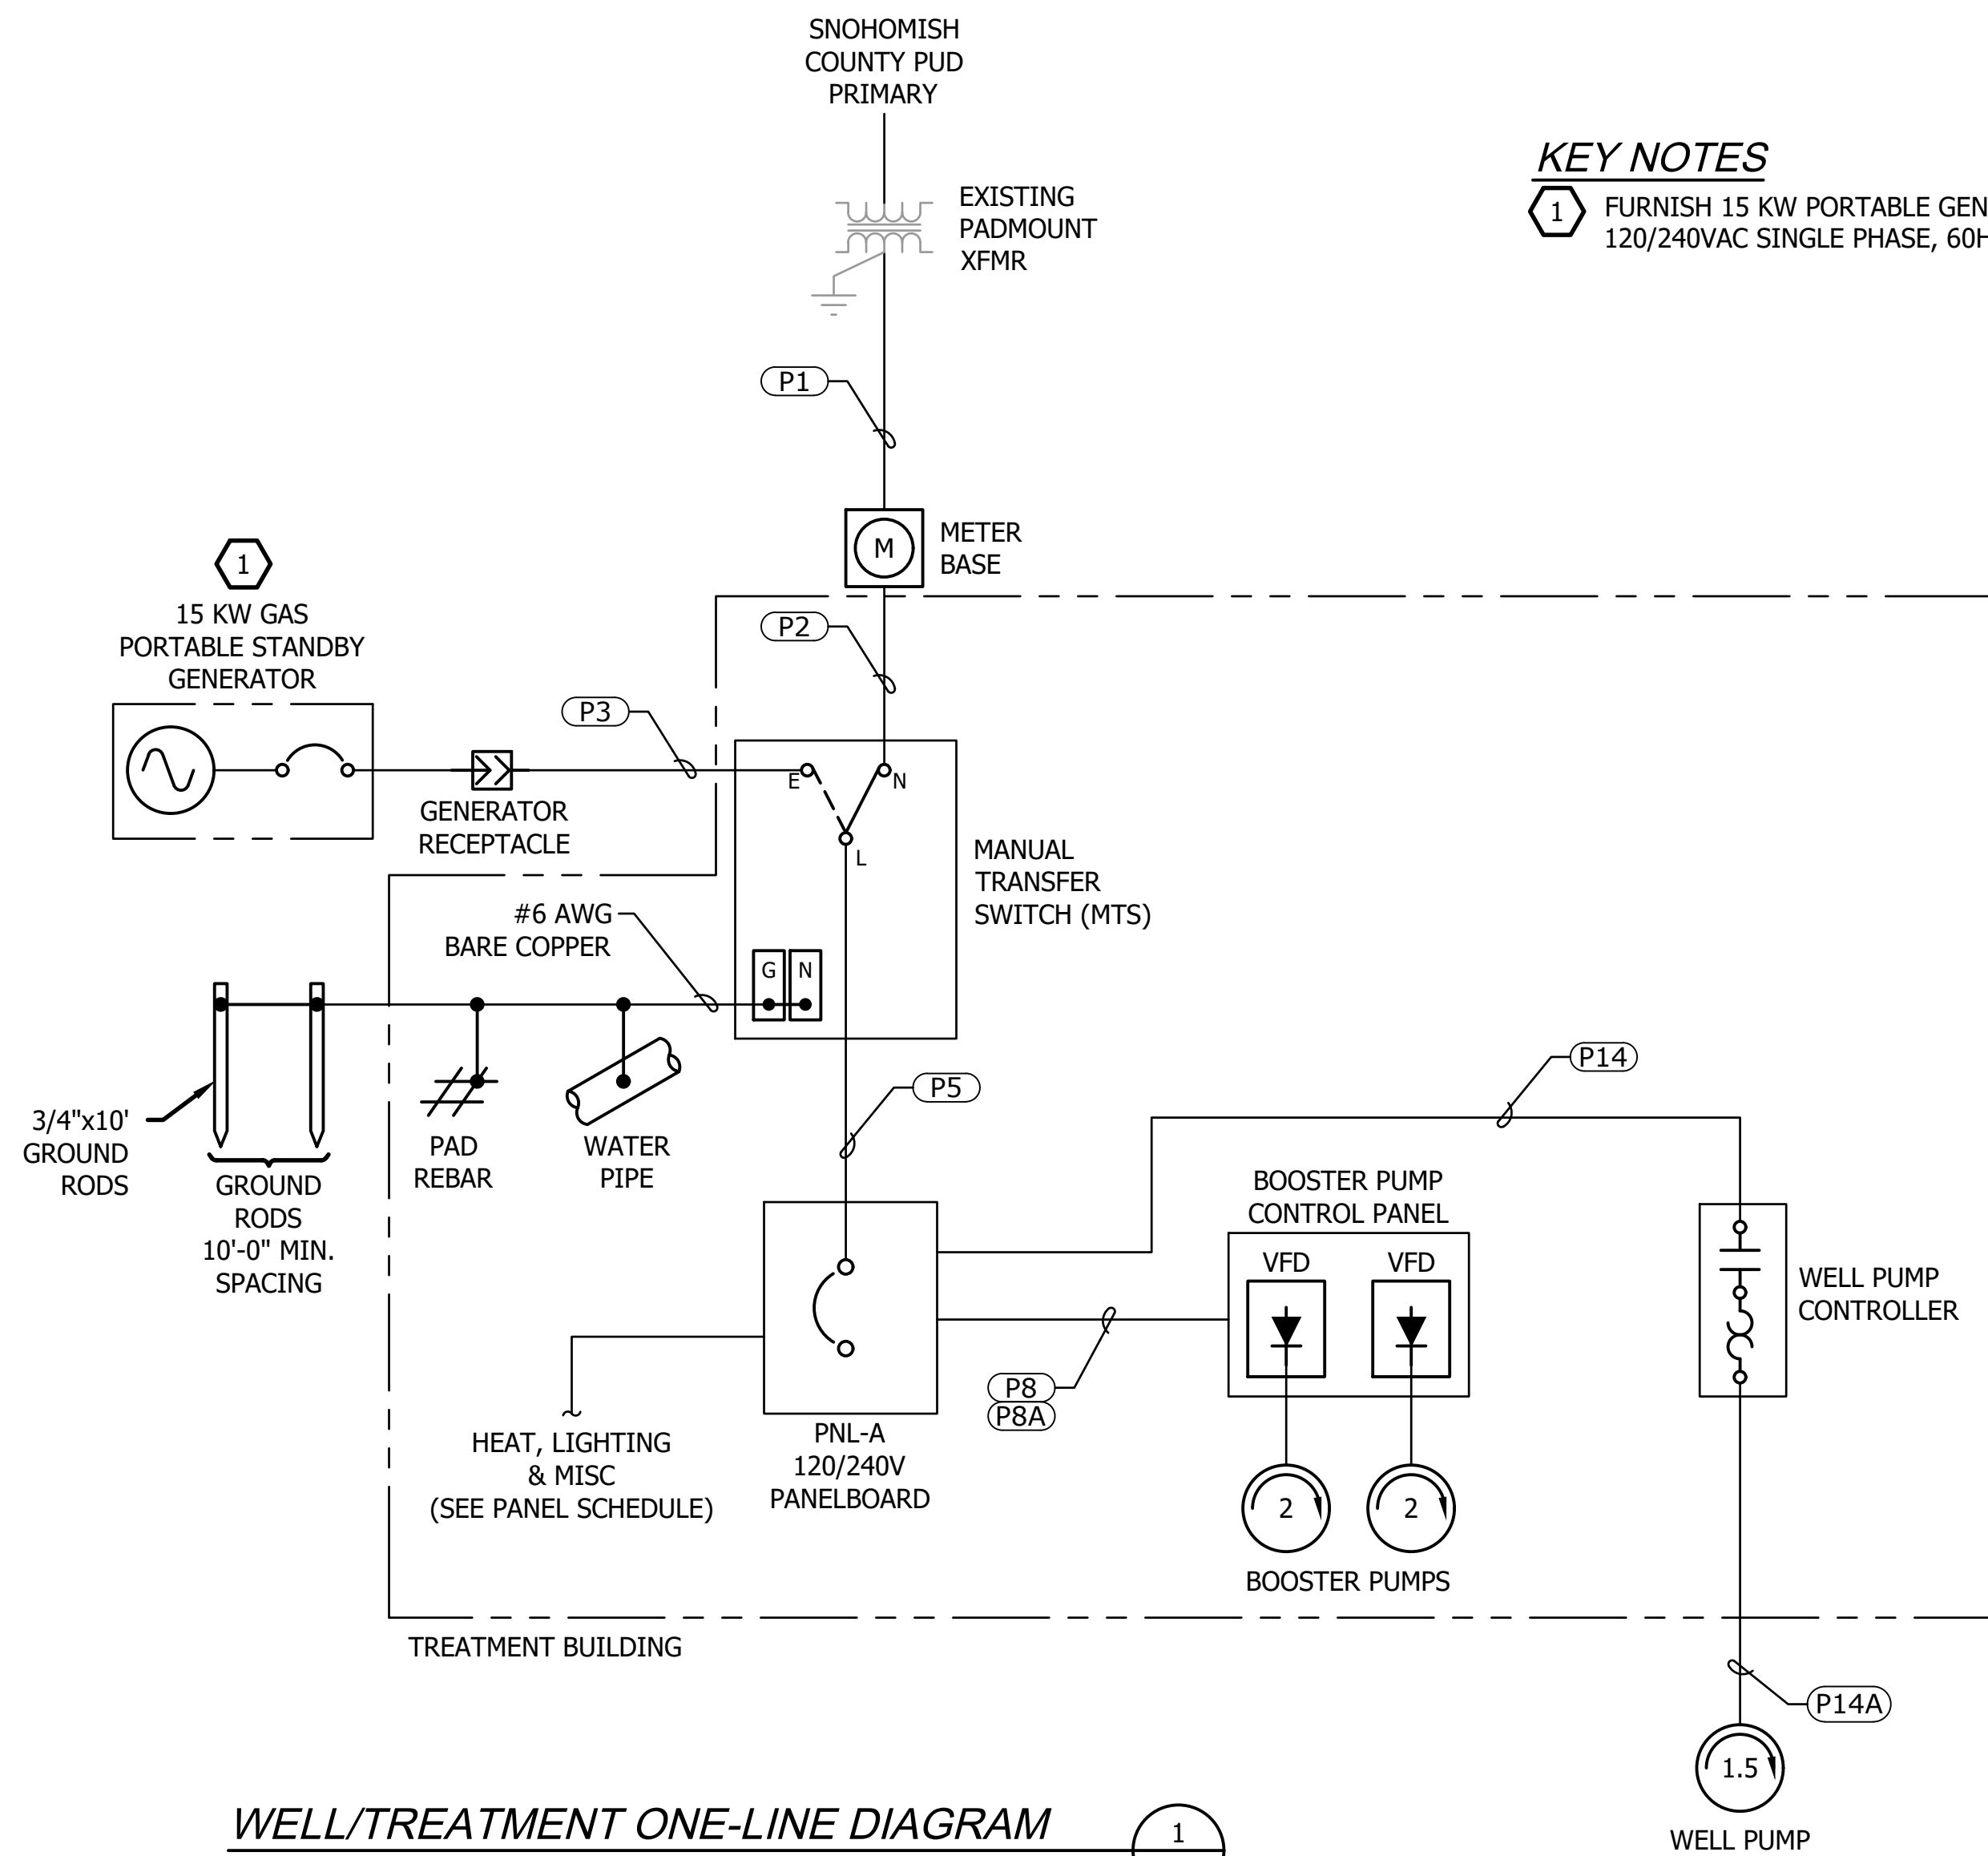 SNOHOMISH
COUNTY PUD
PRIMARY
KEY NOTES
1
FURNISH 15 KW PORTABLE GEN
120/240VAC SINGLE PHASE, 60H
EXISTING
PADMOUNT
XFMR
P1
M
METER
BASE
1
15 KW GAS
PORTABLE STANDBY
GENERATOR
P2
P3
E
N
L
GENERATOR
RECEPTACLE
MANUAL
TRANSFER
SWITCH (MTS)
#6 AWG
BARE COPPER
G
N
3/4"x10'
GROUND
RODS
GROUND
RODS
10'-0" MIN.
SPACING
PAD
REBAR
WATER
PIPE
P5
P14
BOOSTER PUMP
CONTROL PANEL
VFD
VFD
WELL PUMP
CONTROLLER
P8
P8A
HEAT, LIGHTING
& MISC
(SEE PANEL SCHEDULE)
PNL-A
120/240V
PANELBOARD
2
2
BOOSTER PUMPS
TREATMENT BUILDING
P14A
1.5
WELL PUMP
WELL/TREATMENT ONE-LINE DIAGRAM
1